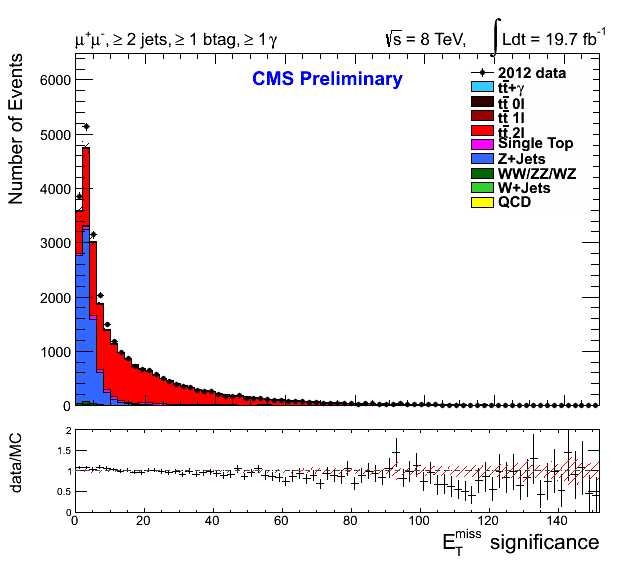 μ⁺μ⁻, ≥ 2 jets, ≥ 1 btag, ≥ 1 γ √s = 8 TeV, ∫ Ldt = 19.7 fb⁻¹
CMS Preliminary
Number of Events
6000
5000
4000
3000
2000
1000
0
2012 data
tt̄+γ
tt̄ 0l
tt̄ 1l
tt̄ 2l
Single Top
Z+Jets
WW/ZZ/WZ
W+Jets
QCD
data/MC
2
1.5
1
0.5
0
0 20 40 60 80 100 120 140
E_T^miss significance